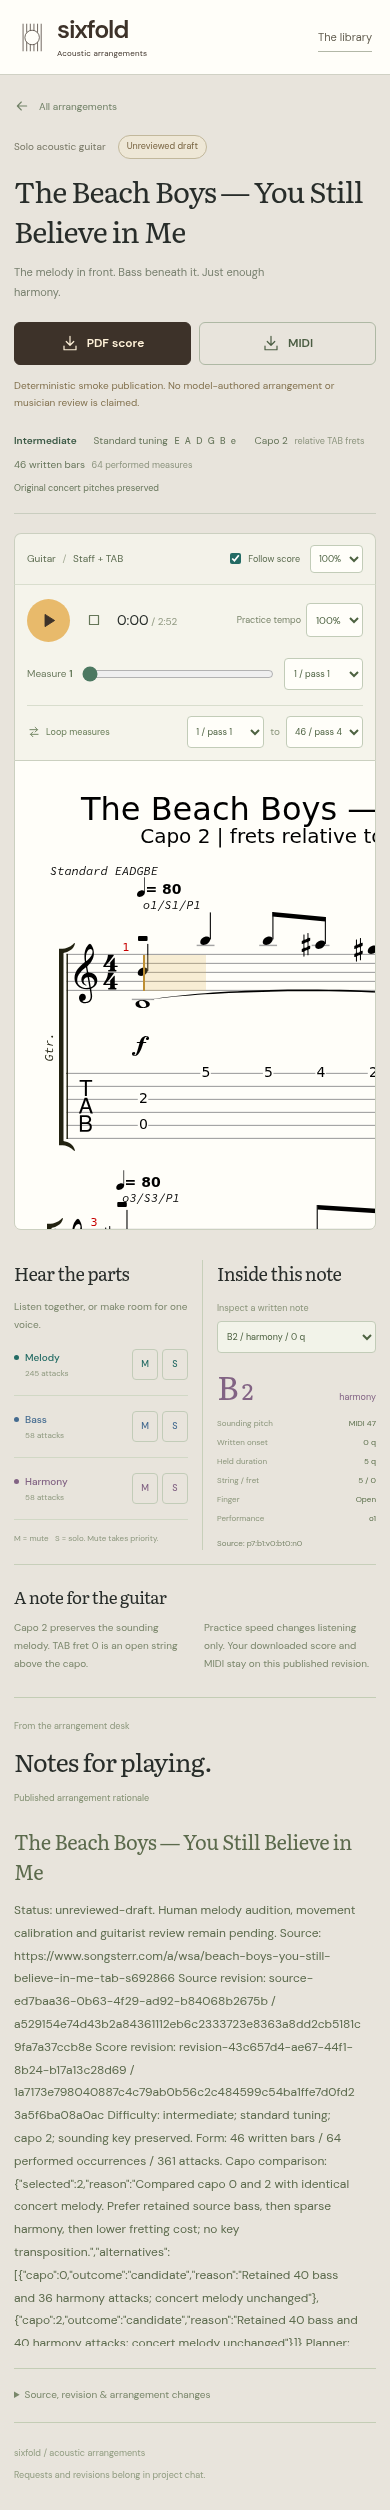 sixfold
Acoustic arrangements
The library
← All arrangements
Solo acoustic guitar Unreviewed draft
The Beach Boys — You Still
Believe in Me
The melody in front. Bass beneath it. Just enough
harmony.
PDF score
MIDI
Deterministic smoke publication. No model-authored arrangement or
musician review is claimed.
Intermediate Standard tuning E A D G B e Capo 2 relative TAB frets
46 written bars 64 performed measures
Original concert pitches preserved
Guitar / Staff + TAB Follow score 100%
0:00 / 2:52 Practice tempo 100%
Measure 1 1 / pass 1
Loop measures 1 / pass 1 to 46 / pass 4
The Beach Boys —
Capo 2 | frets relative to
Standard EADGBE
= 80
o1/S1/P1
1
4
4
Gtr.
f
T
A
B
5 5 4 2
2
0
= 80
o3/S3/P1
3
Hear the parts
Listen together, or make room for one
voice.
Melody M S
245 attacks
Bass M S
58 attacks
Harmony M S
58 attacks
M = mute S = solo. Mute takes priority.
Inside this note
Inspect a written note
B2 / harmony / 0 q
B2 harmony
Sounding pitch MIDI 47
Written onset 0 q
Held duration 5 q
String / fret 5 / 0
Finger Open
Performance o1
Source: p7:b1:v0:bt0:n0
A note for the guitar
Capo 2 preserves the sounding
melody. TAB fret 0 is an open string
above the capo.
Practice speed changes listening
only. Your downloaded score and
MIDI stay on this published revision.
From the arrangement desk
Notes for playing.
Published arrangement rationale
The Beach Boys — You Still Believe in
Me
Status: unreviewed-draft. Human melody audition, movement
calibration and guitarist review remain pending. Source:
https://www.songsterr.com/a/wsa/beach-boys-you-still-
believe-in-me-tab-s692866 Source revision: source-
ed7baa36-0b63-4f29-ad92-b84068b2675b /
a529154e74d43b2a84361112eb6c2333723e8363a8dd2cb5181c
9fa7a37ccb8e Score revision: revision-43c657d4-ae67-44f1-
8b24-b17a13c28d69 /
1a7173e798040887c4c79ab0b56c2c484599c54ba1ffe7d0fd2
3a5f6ba08a0ac Difficulty: intermediate; standard tuning;
capo 2; sounding key preserved. Form: 46 written bars / 64
performed occurrences / 361 attacks. Capo comparison:
{"selected":2,"reason":"Compared capo 0 and 2 with identical
concert melody. Prefer retained source bass, then sparse
harmony, then lower fretting cost; no key
transposition.","alternatives":
[{"capo":0,"outcome":"candidate","reason":"Retained 40 bass
and 36 harmony attacks; concert melody unchanged"},
{"capo":2,"outcome":"candidate","reason":"Retained 40 bass and
40 harmony attacks; concert melody unchanged"}]} Planner:
Source, revision & arrangement changes
sixfold / acoustic arrangements
Requests and revisions belong in project chat.